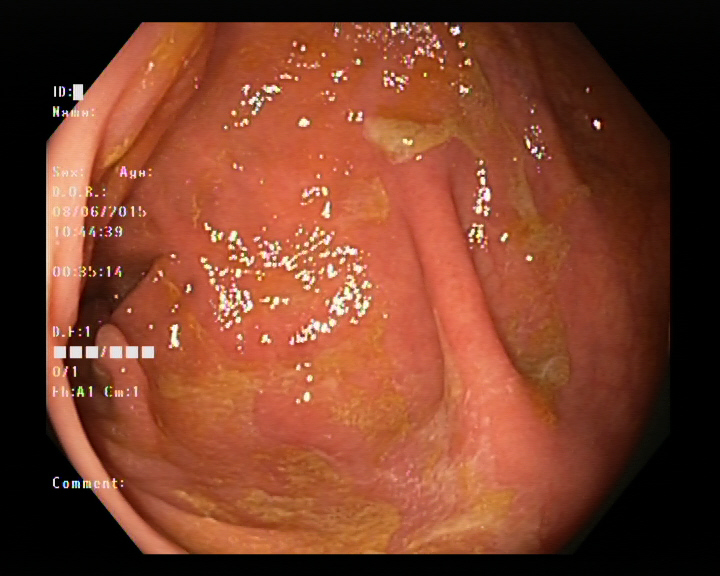 ID:
Name:
Sex: Age:
D.O.B.:
08/06/2015
10:44:39
00:35:14
D.F:1
■■■/■■■
0/1
Ph:A1 Cm:1
Comment: